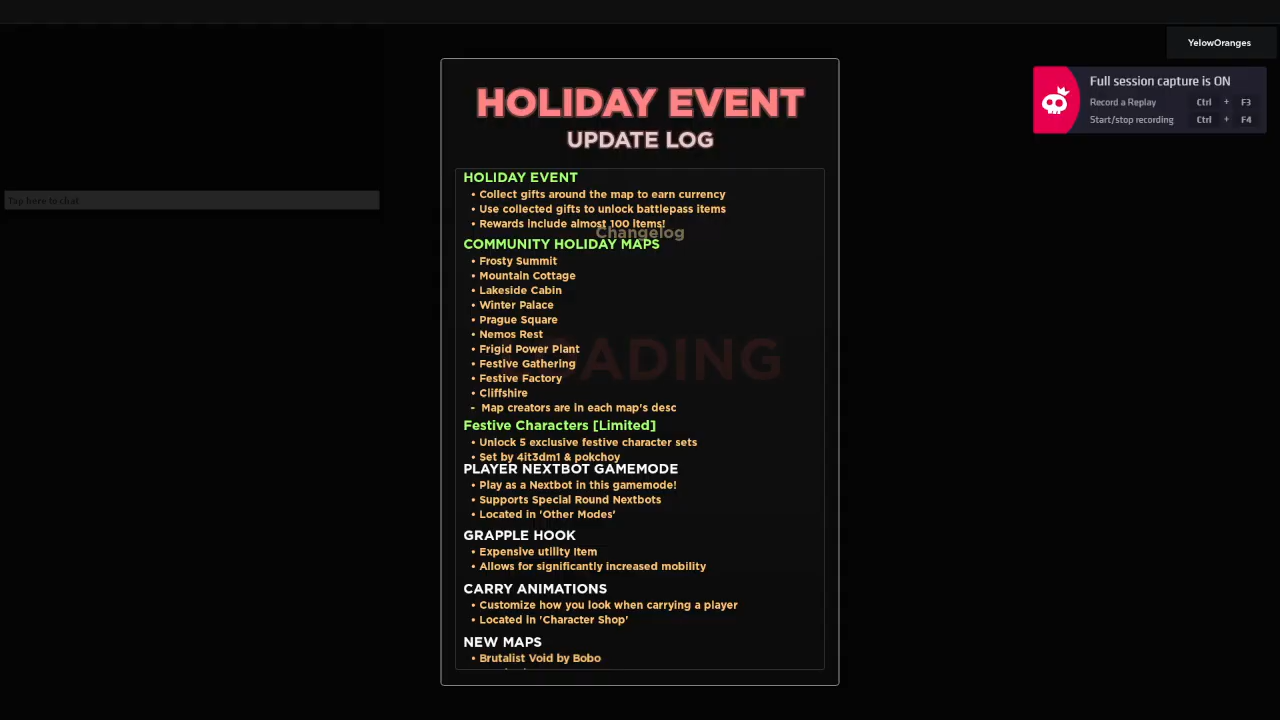 YelowOranges
Full session capture is ON
Record a Replay Ctrl + F3
Start/stop recording Ctrl + F4
Tap here to chat
HOLIDAY EVENT
UPDATE LOG
HOLIDAY EVENT
• Collect gifts around the map to earn currency
• Use collected gifts to unlock battlepass items
• Rewards include almost 100 items!
Changelog
COMMUNITY HOLIDAY MAPS
• Frosty Summit
• Mountain Cottage
• Lakeside Cabin
• Winter Palace
• Prague Square
• Nemos Rest
• Frigid Power Plant
LOADING
• Festive Gathering
• Festive Factory
• Cliffshire
- Map creators are in each map's desc
Festive Characters [Limited]
• Unlock 5 exclusive festive character sets
• Set by 4it3dm1 & pokchoy
PLAYER NEXTBOT GAMEMODE
• Play as a Nextbot in this gamemode!
• Supports Special Round Nextbots
• Located in 'Other Modes'
GRAPPLE HOOK
• Expensive utility Item
• Allows for significantly increased mobility
CARRY ANIMATIONS
• Customize how you look when carrying a player
• Located in 'Character Shop'
NEW MAPS
• Brutalist Void by Bobo